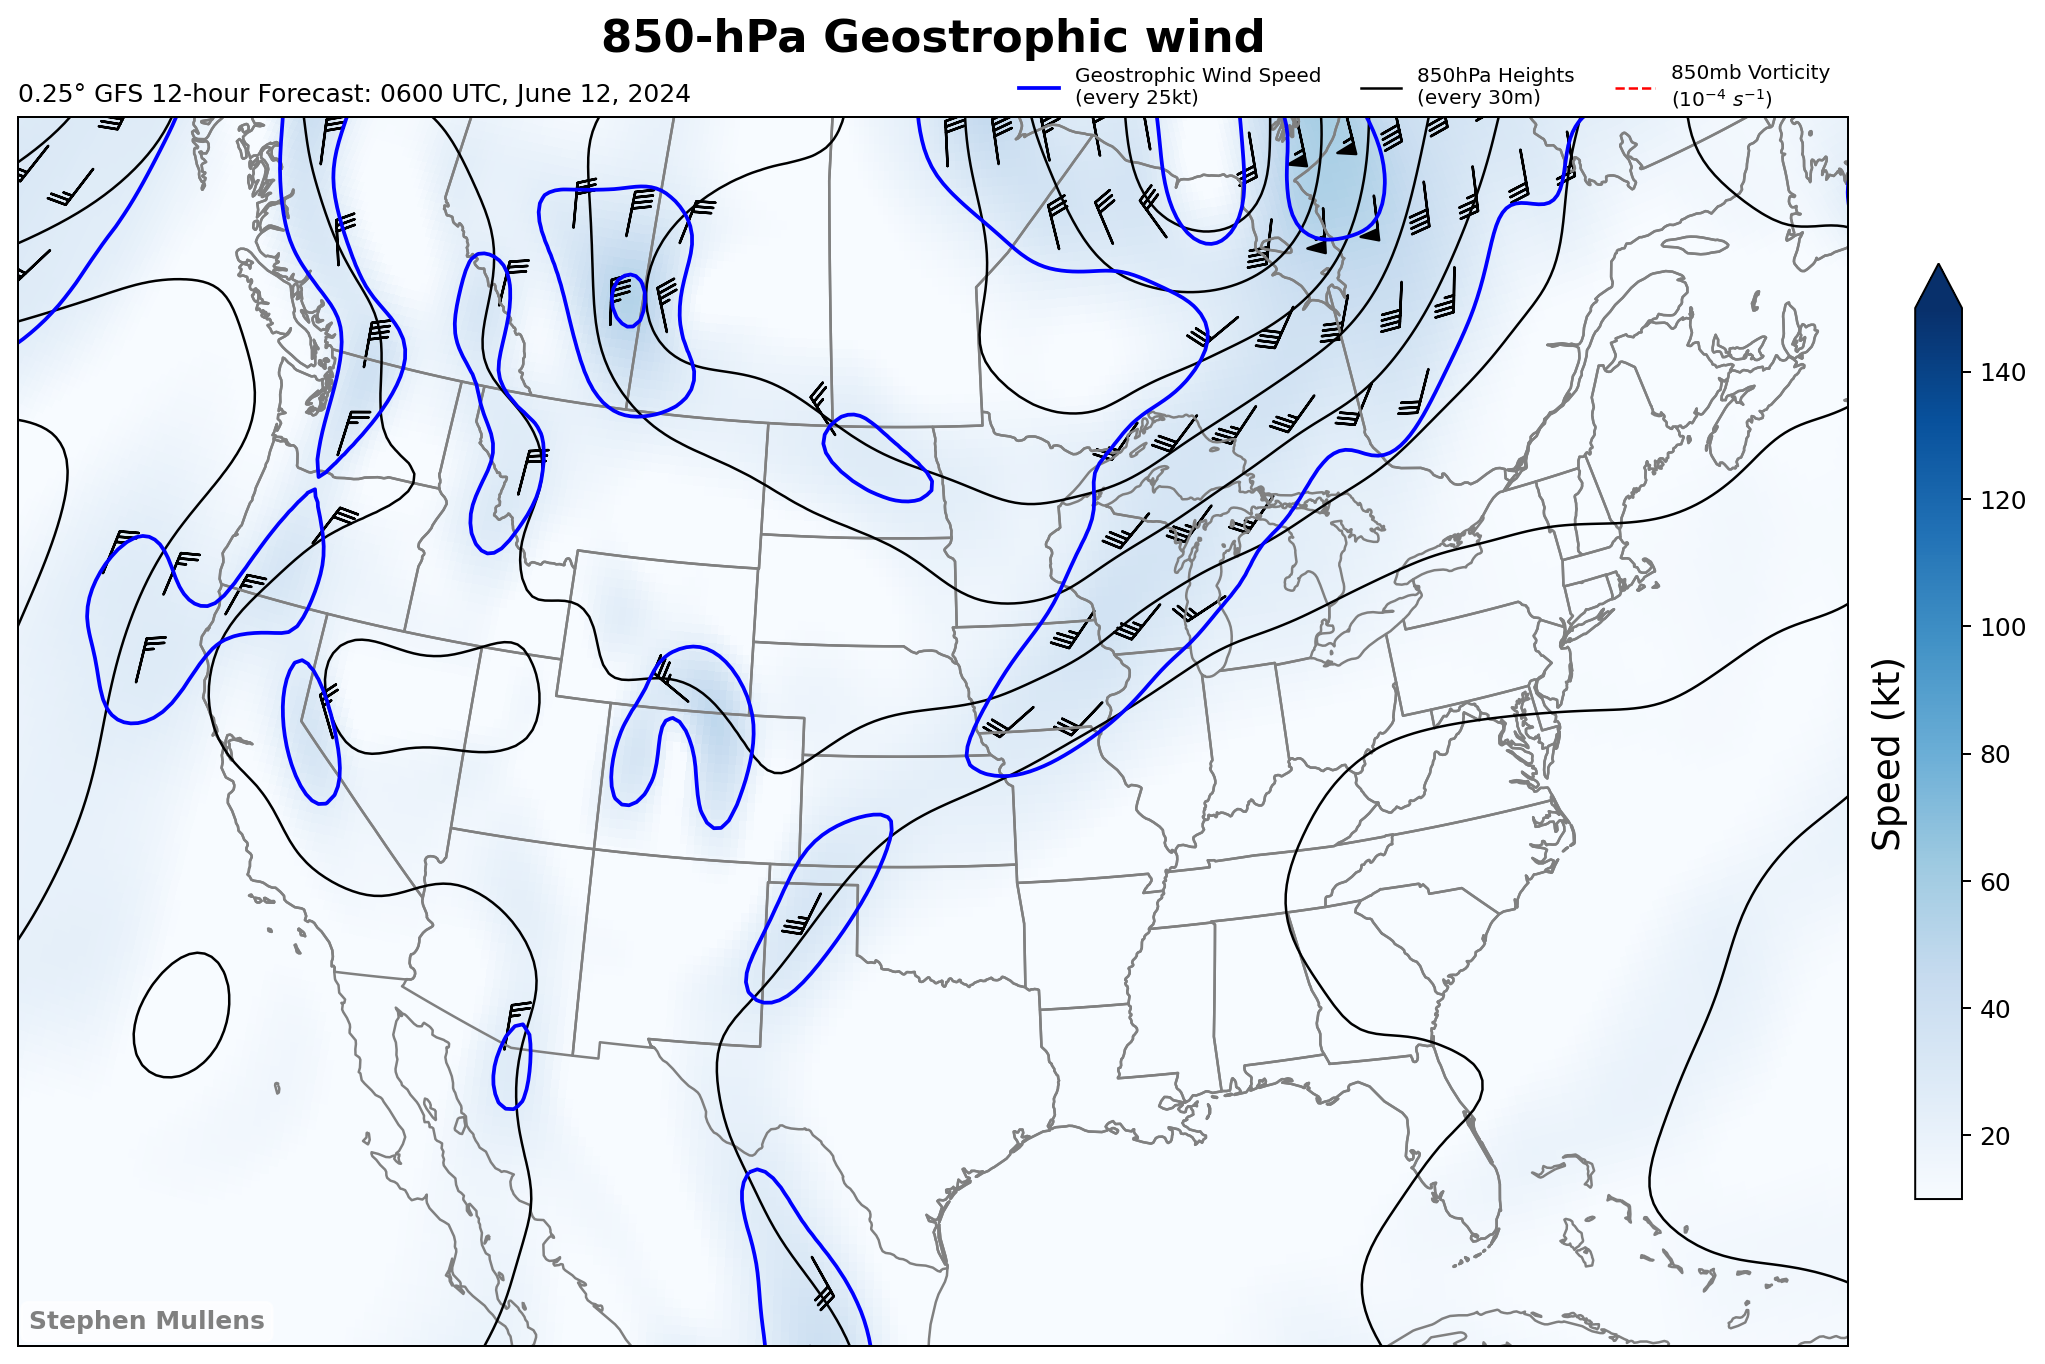 850-hPa Geostrophic wind
0.25° GFS 12-hour Forecast: 0600 UTC, June 12, 2024
Geostrophic Wind Speed
(every 25kt)
850hPa Heights
(every 30m)
850mb Vorticity
(10⁻⁴ s⁻¹)
140
120
100
80
60
40
20
Speed (kt)
Stephen Mullens